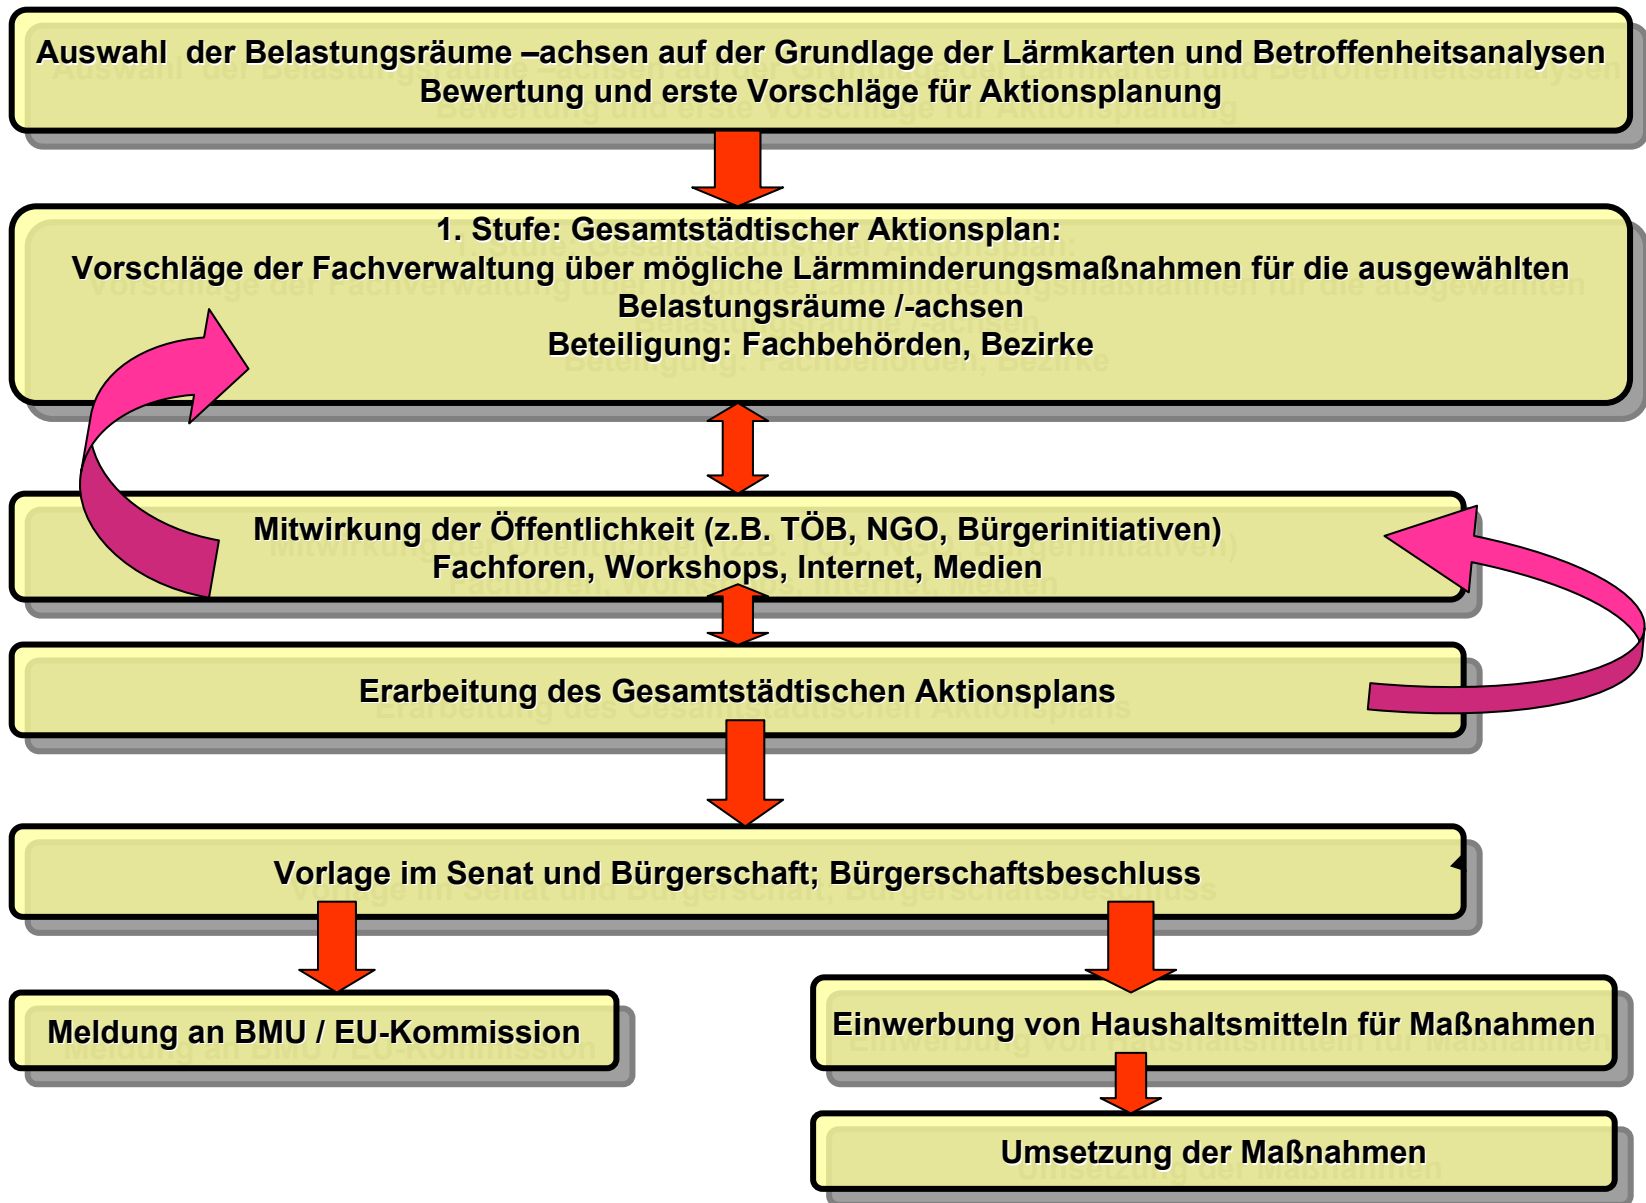 Auswahl der Belastungsräume –achsen auf der Grundlage der Lärmkarten und Betroffenheitsanalysen
Bewertung und erste Vorschläge für Aktionsplanung
1. Stufe: Gesamtstädtischer Aktionsplan:
Vorschläge der Fachverwaltung über mögliche Lärmminderungsmaßnahmen für die ausgewählten
Belastungsräume /-achsen
Beteiligung: Fachbehörden, Bezirke
Mitwirkung der Öffentlichkeit (z.B. TÖB, NGO, Bürgerinitiativen)
Fachforen, Workshops, Internet, Medien
Erarbeitung des Gesamtstädtischen Aktionsplans
Vorlage im Senat und Bürgerschaft; Bürgerschaftsbeschluss
Meldung an BMU / EU-Kommission
Einwerbung von Haushaltsmitteln für Maßnahmen
Umsetzung der Maßnahmen